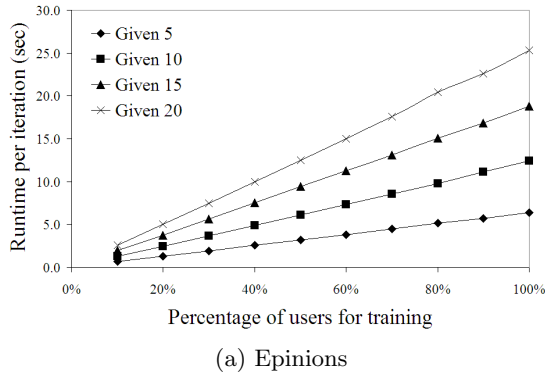 30.0
25.0
20.0
15.0
10.0
5.0
0.0
Runtime per iteration (sec)
Given 5
Given 10
Given 15
Given 20
0% 20% 40% 60% 80% 100%
Percentage of users for training
(a) Epinions